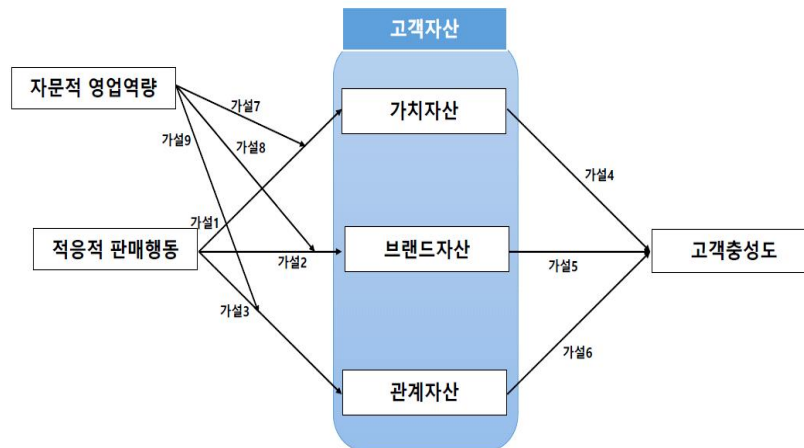 고객자산
자문적 영업역량
가설7
가치자산
가설9
가설8
가설4
가설1
적응적 판매행동
가설2
브랜드자산
가설5
고객충성도
가설3
가설6
관계자산